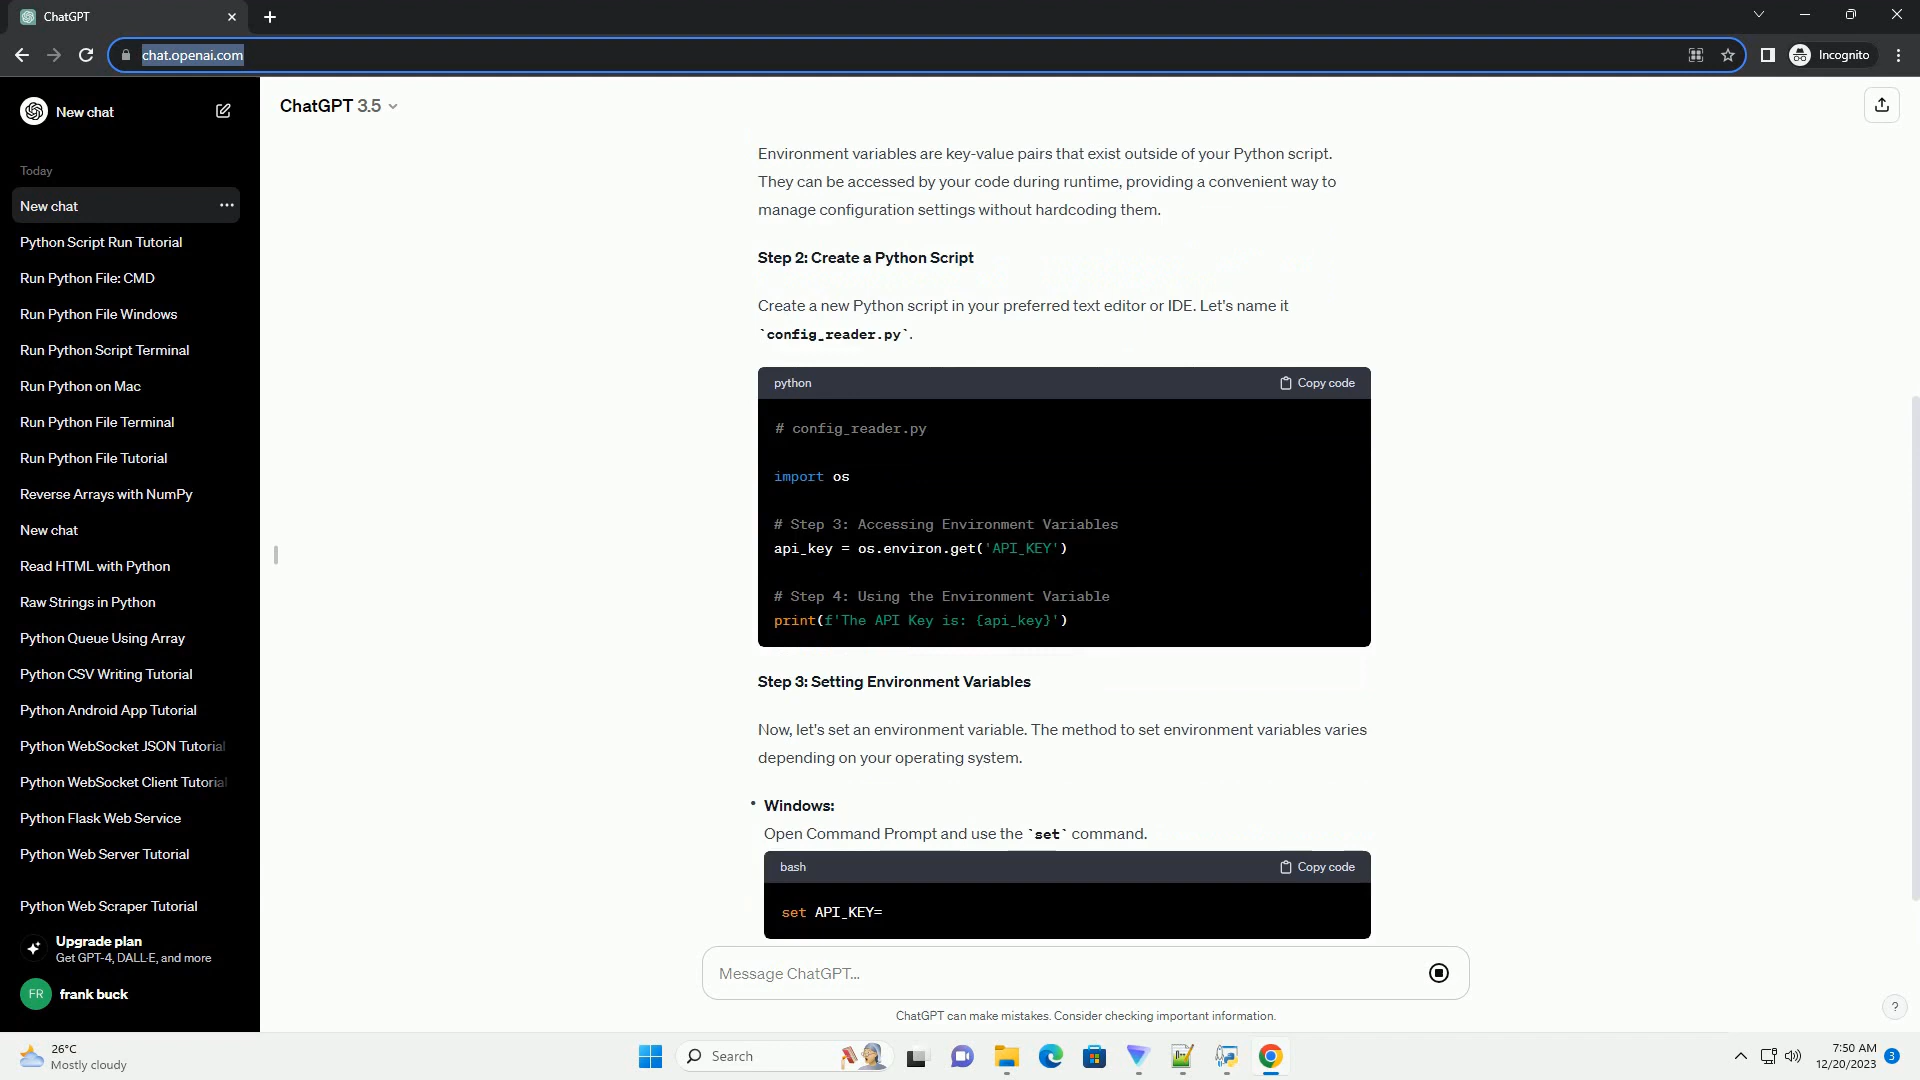 ChatGPT
chat.openai.com
Incognito
New chat
ChatGPT 3.5
Today
New chat
Python Script Run Tutorial
Run Python File: CMD
Run Python File Windows
Run Python Script Terminal
Run Python on Mac
Run Python File Terminal
Run Python File Tutorial
Reverse Arrays with NumPy
New chat
Read HTML with Python
Raw Strings in Python
Python Queue Using Array
Python CSV Writing Tutorial
Python Android App Tutorial
Python WebSocket JSON Tutorial
Python WebSocket Client Tutorial
Python Flask Web Service
Python Web Server Tutorial
Python Web Scraper Tutorial
Upgrade plan
Get GPT-4, DALL·E, and more
FR frank buck
Environment variables are key-value pairs that exist outside of your Python script.
They can be accessed by your code during runtime, providing a convenient way to
manage configuration settings without hardcoding them.
Step 2: Create a Python Script
Create a new Python script in your preferred text editor or IDE. Let's name it
`config_reader.py`.
python Copy code
# config_reader.py
import os
# Step 3: Accessing Environment Variables
api_key = os.environ.get('API_KEY')
# Step 4: Using the Environment Variable
print(f'The API Key is: {api_key}')
Step 3: Setting Environment Variables
Now, let's set an environment variable. The method to set environment variables varies
depending on your operating system.
• Windows:
Open Command Prompt and use the `set` command.
bash Copy code
set API_KEY=
Message ChatGPT...
ChatGPT can make mistakes. Consider checking important information.
?
26°C
Mostly cloudy
Search
7:50 AM
12/20/2023
3